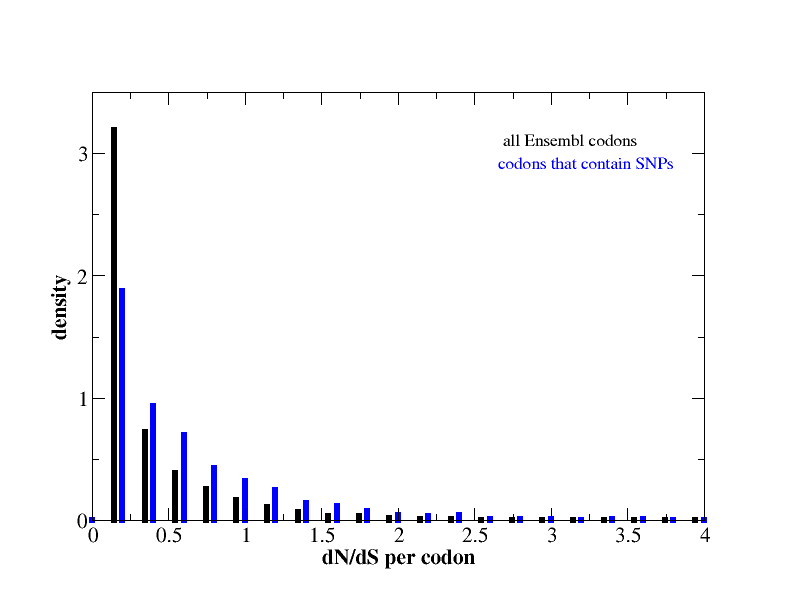 all Ensembl codons
codons that contain SNPs
3
2
1
0
density
0 0.5 1 1.5 2 2.5 3 3.5 4
dN/dS per codon